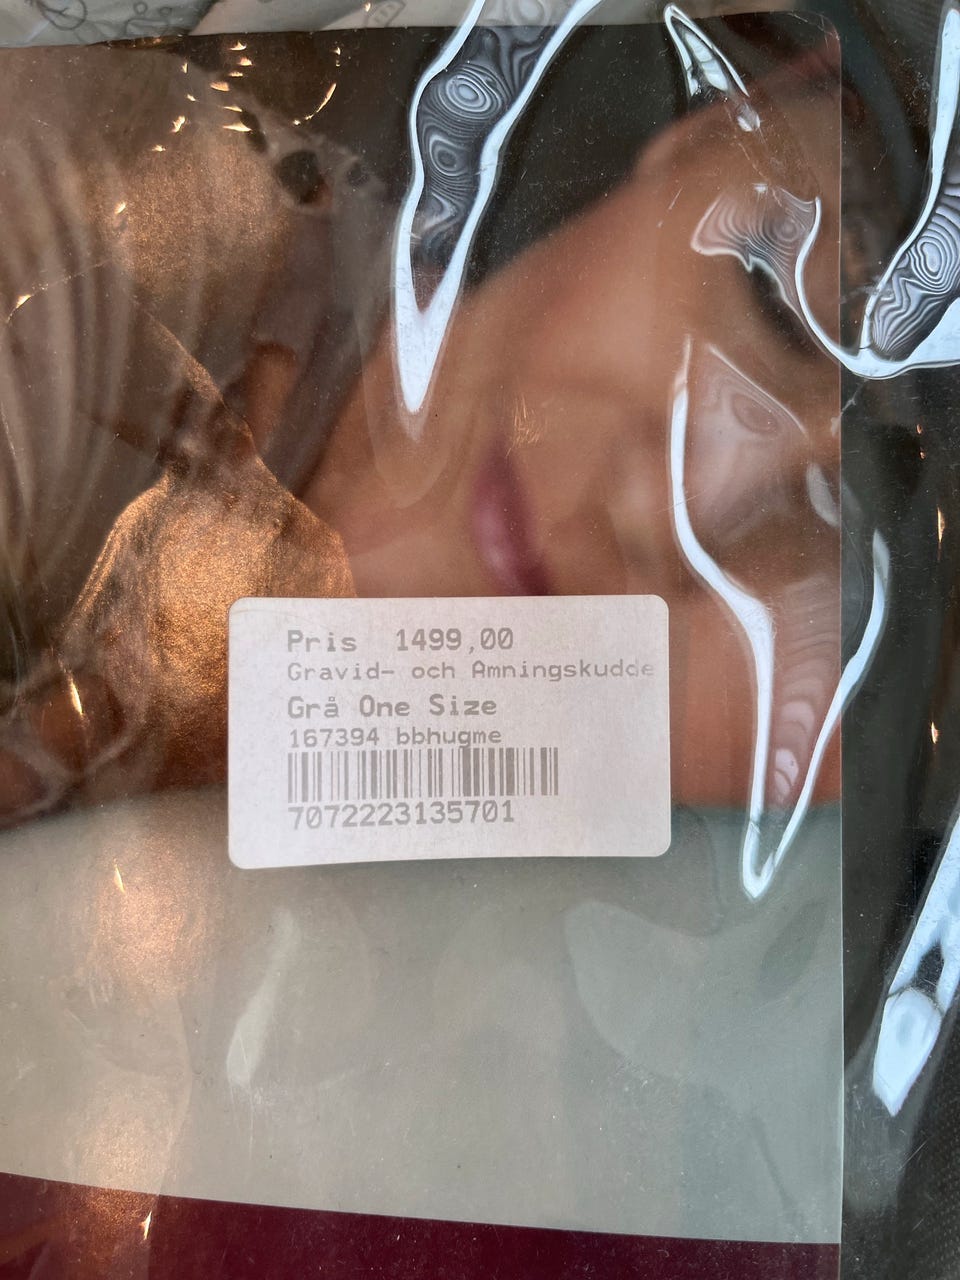 Pris 1499,00
Gravid- och Amningskudde
Grå One Size
167394 bbhugme
7072223135701